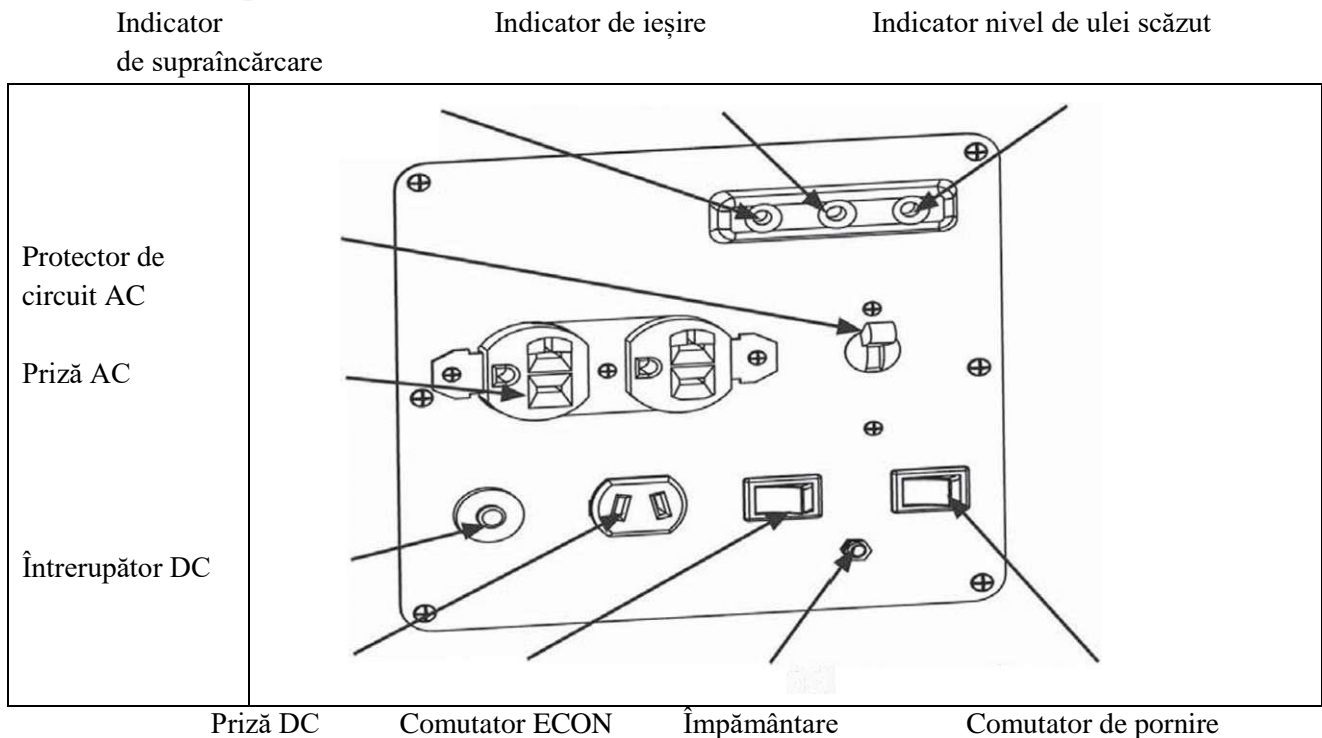 Indicator Indicator de ieșire Indicator nivel de ulei scăzut
de supraîncărcare
Protector de
circuit AC
Priză AC
Întrerupător DC
Priză DC Comutator ECON Împământare Comutator de pornire